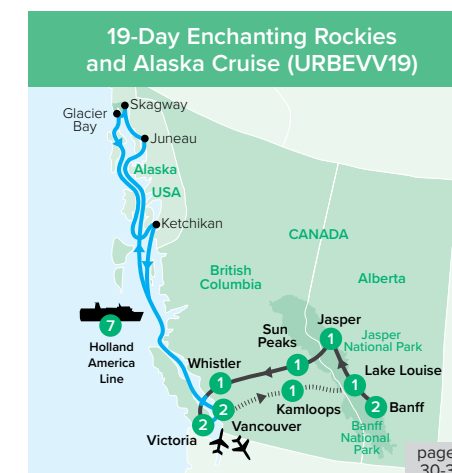 19-Day Enchanting Rockies
and Alaska Cruise (URBEVV19)
Skagway
Glacier
Bay
Juneau
Alaska
USA
Ketchikan
CANADA
British
Columbia
Alberta
7
Holland
America
Line
Jasper
1
Jasper
National Park
Sun
Peaks
1
Whistler
1
Lake Louise
1
Kamloops
1
2
Banff
Banff
National
Park
2
Vancouver
2
Victoria
page